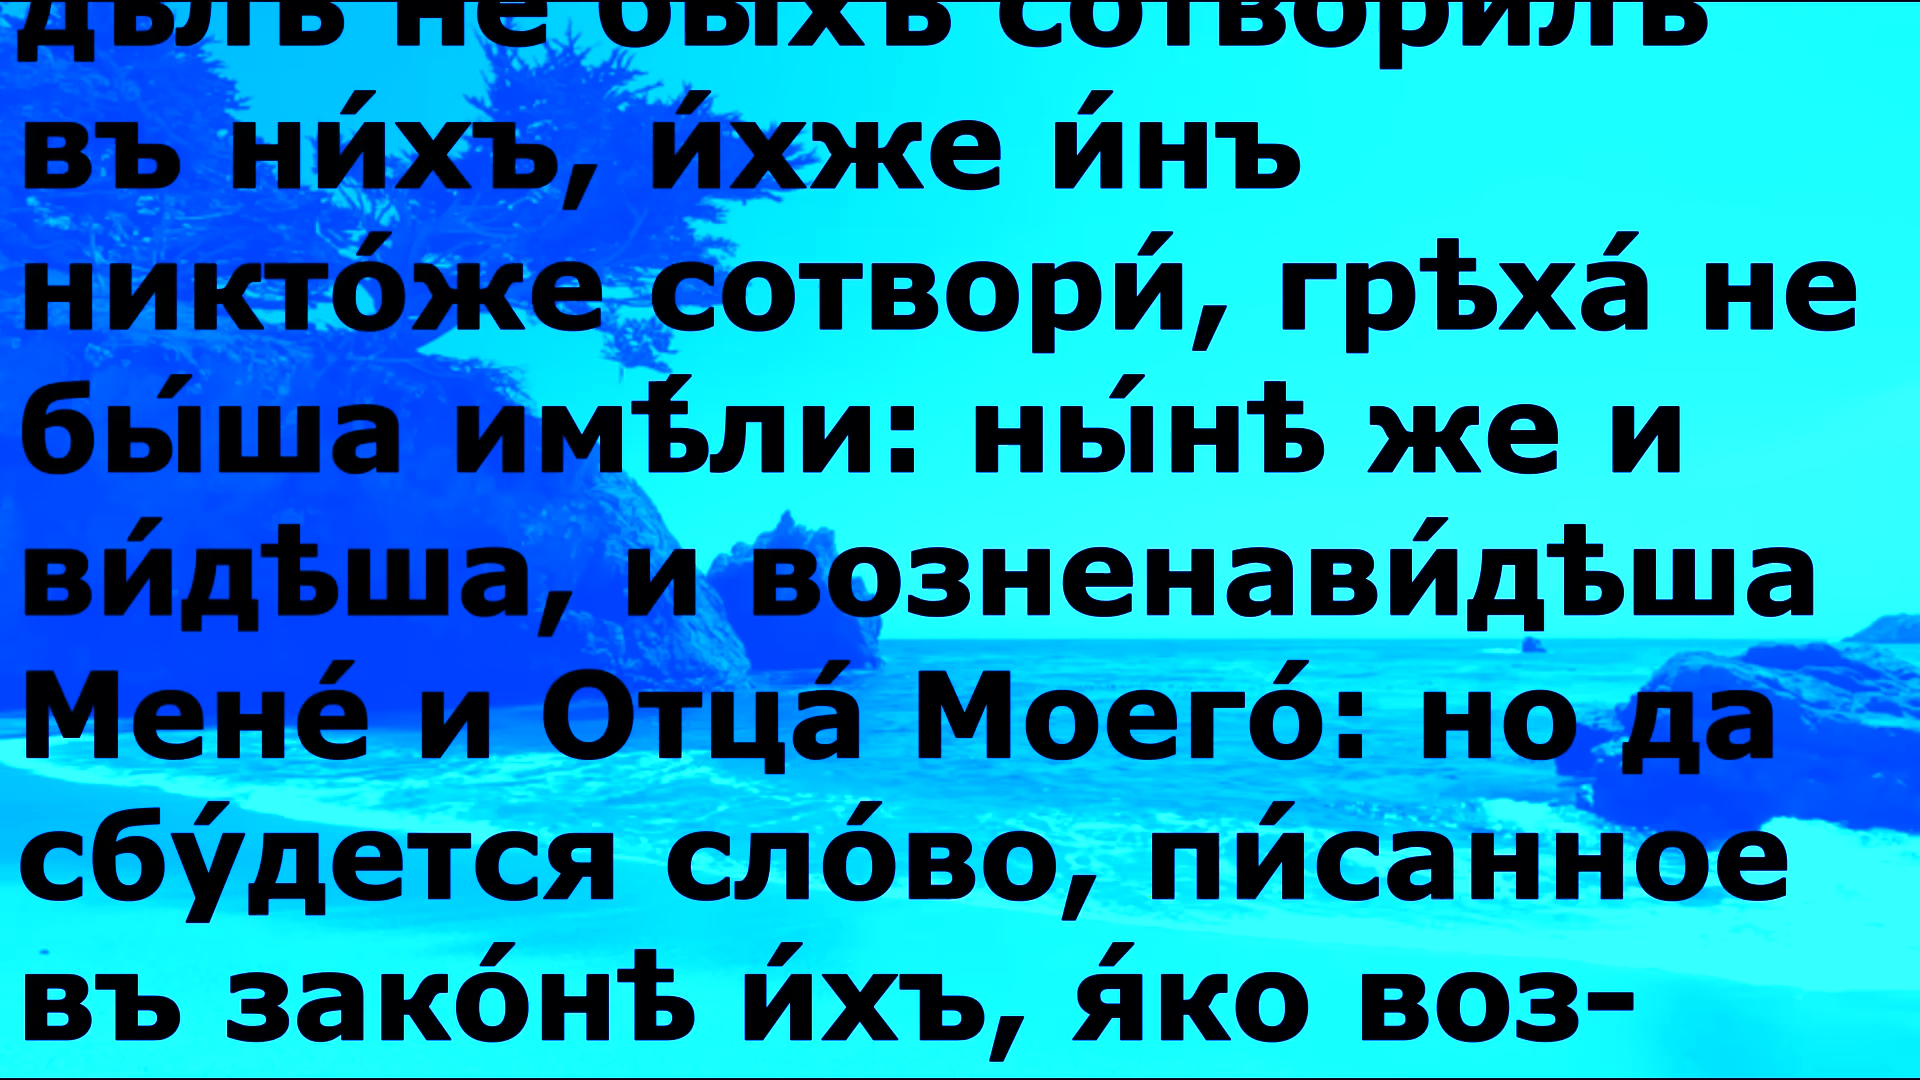 дѣлъ не быхъ сотворилъ
въ ни́хъ, и́хже и́нъ
никто́же сотвори́, грѣха́ не
бы́ша имѣ́ли: ны́нѣ же и
ви́дѣша, и возненави́дѣша
Мене́ и Отца́ Моего́: но да
сбу́дется сло́во, пи́санное
въ зако́нѣ и́хъ, я́ко воз-